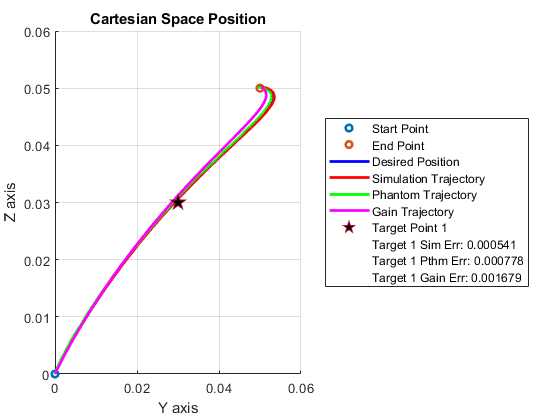 Cartesian Space Position
0.06
0.05
0.04
0.03
0.02
0.01
0
Z axis
0 0.02 0.04 0.06
Y axis
Start Point
End Point
Desired Position
Simulation Trajectory
Phantom Trajectory
Gain Trajectory
Target Point 1
Target 1 Sim Err: 0.000541
Target 1 Pthm Err: 0.000778
Target 1 Gain Err: 0.001679